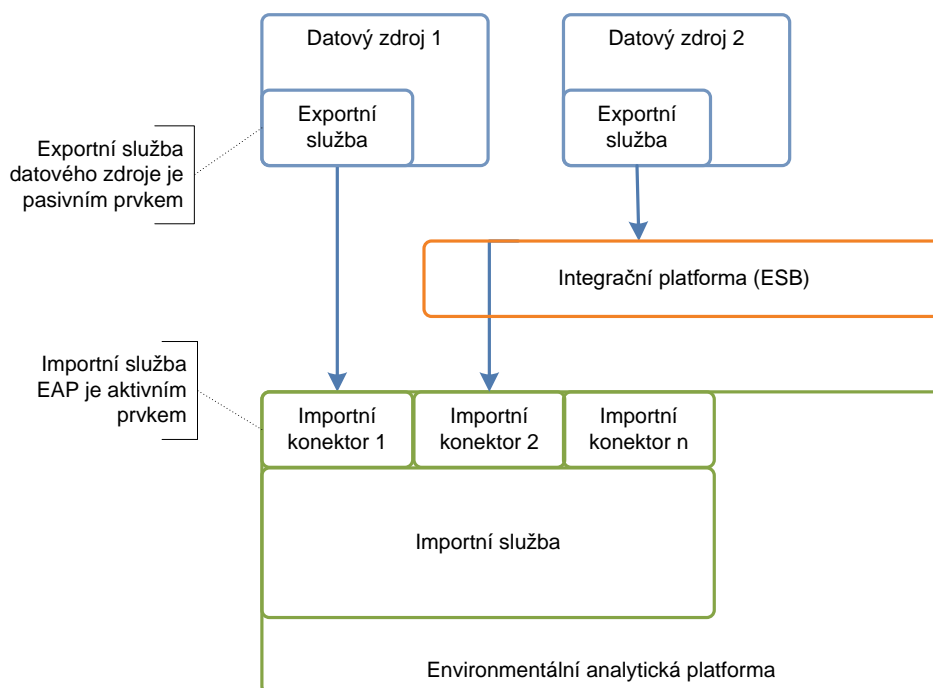 Datový zdroj 1
Datový zdroj 2
Exportní
služba
Exportní
služba
Exportní služba
datového zdroje je
pasivním prvkem
Integrační platforma (ESB)
Importní služba
EAP je aktivním
prvkem
Importní
konektor 1
Importní
konektor 2
Importní
konektor n
Importní služba
Environmentální analytická platforma